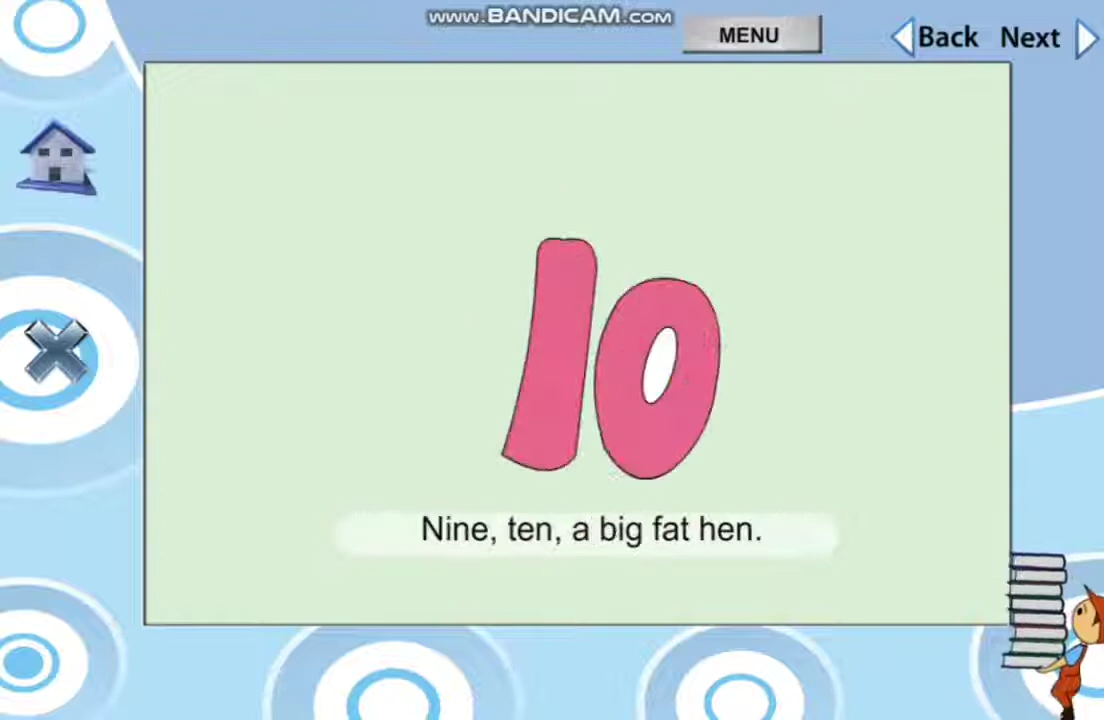 www.BANDICAM.com
MENU
Back Next
10
Nine, ten, a big fat hen.